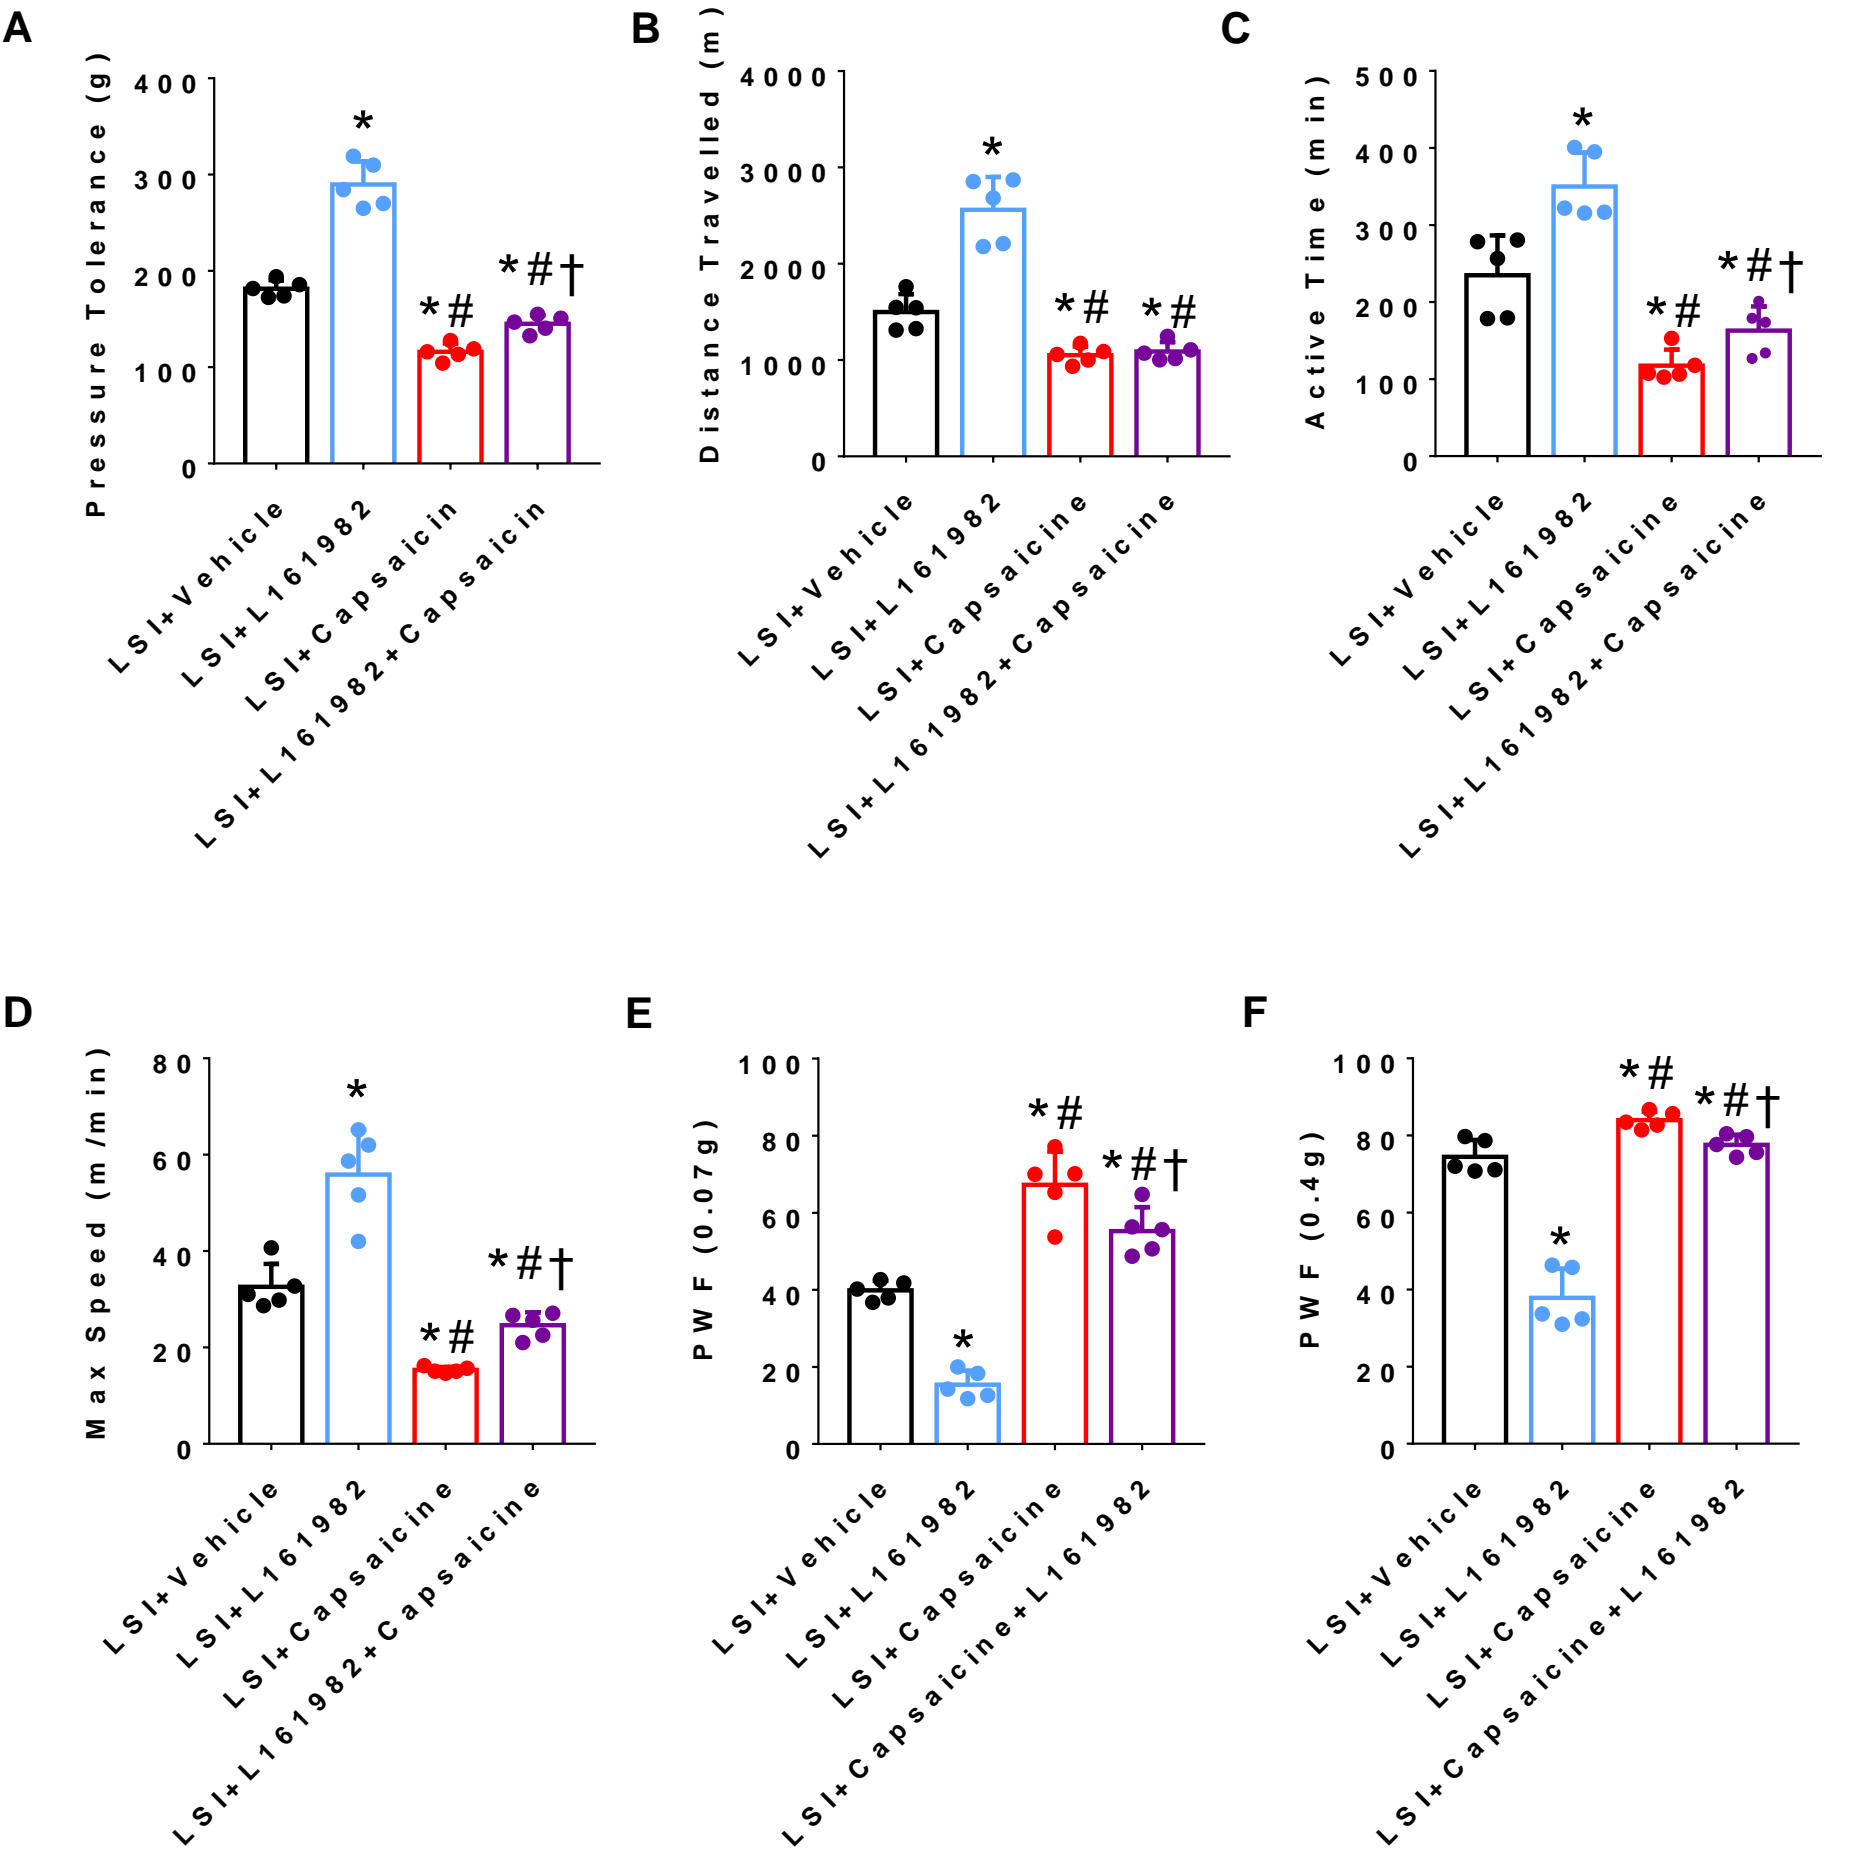 A
Pressure Tolerance (g)
400
300
200
100
0
*
*#
*#†
LSI+Vehicle
LSI+L161982
LSI+Capsaicin
LSI+L161982+Capsaicin
B
Distance Travelled (m)
4000
3000
2000
1000
0
*
*#
*#
LSI+Vehicle
LSI+L161982
LSI+Capsaicine
LSI+L161982+Capsaicine
C
Active Time (min)
500
400
300
200
100
0
*
*#
*#†
LSI+Vehicle
LSI+L161982
LSI+Capsaicine
LSI+L161982+Capsaicine
D
Max Speed (m/min)
80
60
40
20
0
*
*#
*#†
LSI+Vehicle
LSI+L161982
LSI+Capsaicine
LSI+L161982+Capsaicine
E
PWF (0.07g)
100
80
60
40
20
0
*
*#
*#†
LSI+Vehicle
LSI+L161982
LSI+Capsaicine
LSI+Capsaicine+L161982
F
PWF (0.4g)
100
80
60
40
20
0
*
*#
*#†
LSI+Vehicle
LSI+L161982
LSI+Capsaicine
LSI+Capsaicine+L161982